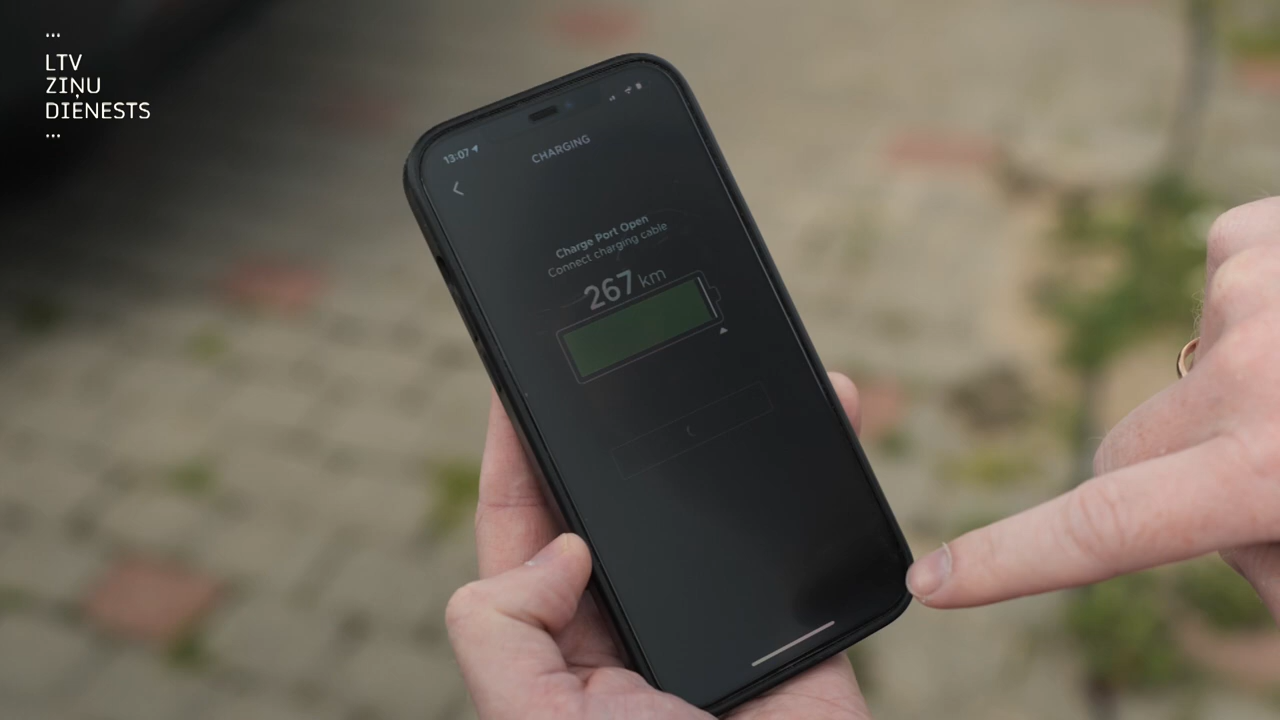 LTV
ZIŅU
DIENESTS
13:07
CHARGING
Charge Port Open
Connect charging cable
267 km